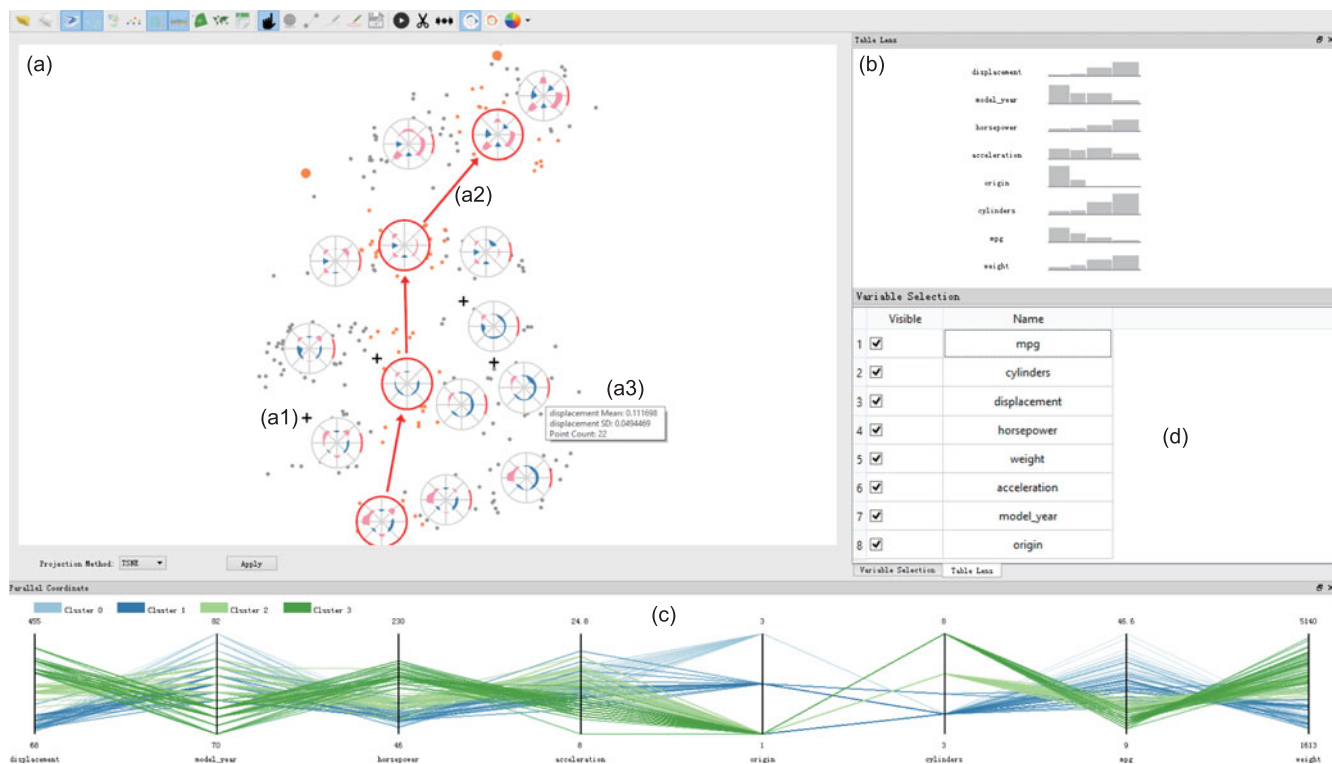 Table Lens
(a)
(b)
displacement
model_year
horsepower
acceleration
origin
cylinders
mpg
weight
(a2)
(a1)
(a3)
displacement Mean: 0.111698
displacement SD: 0.0494469
Point Count: 22
Variable Selection
Visible Name
1 mpg
2 cylinders
3 displacement
4 horsepower
5 weight
6 acceleration
7 model_year
8 origin
(d)
Projection Method: TSNE Apply
Variable Selection Table Lens
Parallel Coordinate
Cluster 0 Cluster 1 Cluster 2 Cluster 3
(c)
455 82 230 24.8 3 8 46.6 5140
68 70 46 8 1 3 9 1613
displacement model_year horsepower acceleration origin cylinders mpg weight